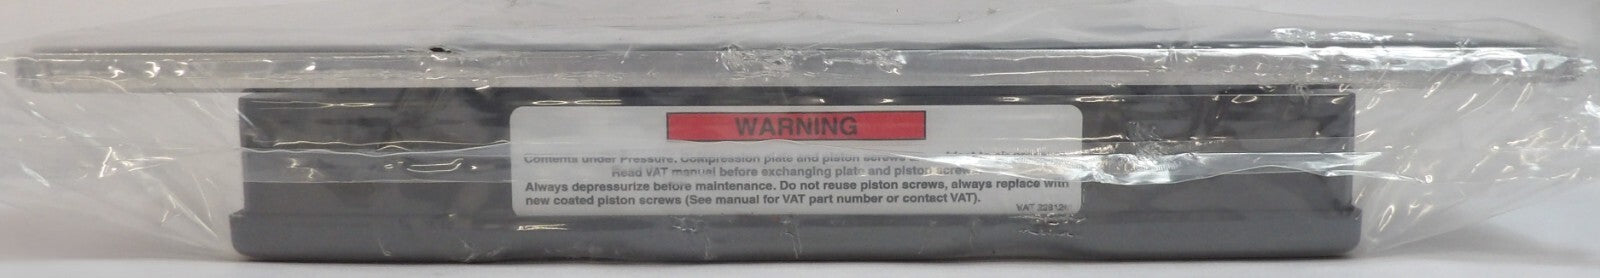 WARNING
Contents under Pressure. Compression plate and piston screws
Read VAT manual before exchanging plate and piston screws.
Always depressurize before maintenance. Do not reuse piston screws, always replace with
new coated piston screws (See manual for VAT part number or contact VAT).
VAT